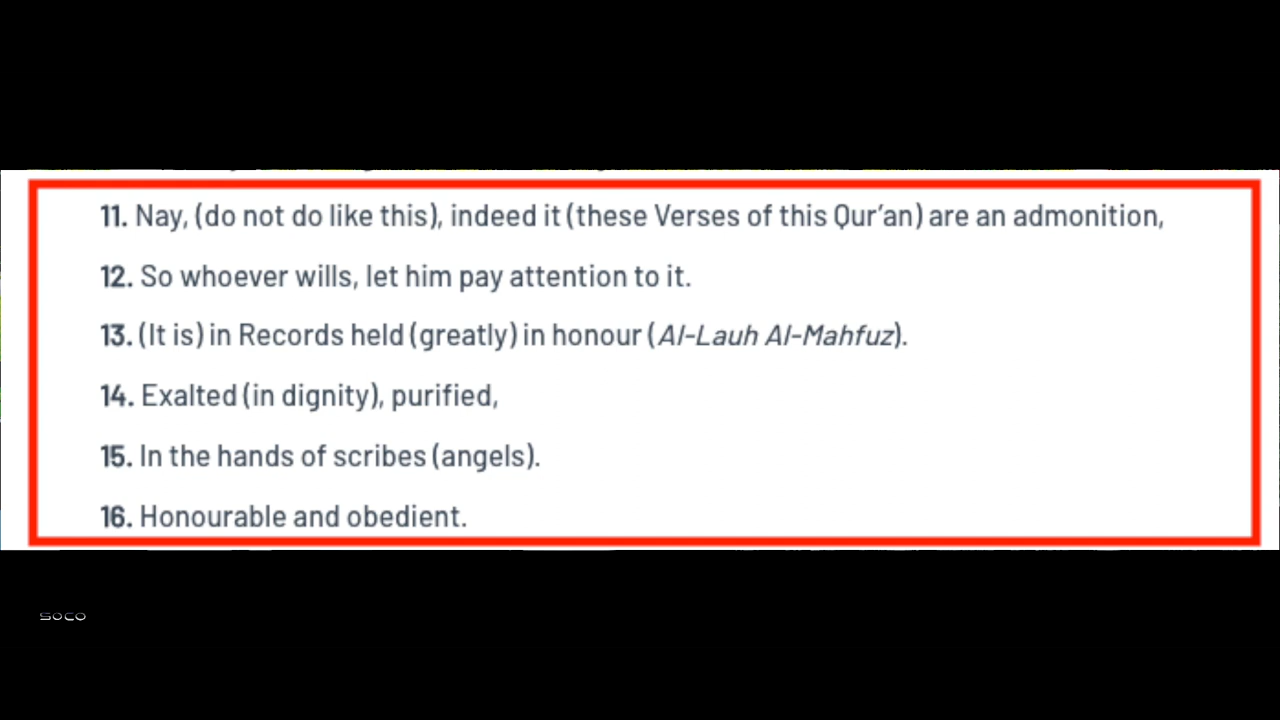 11. Nay, (do not do like this), indeed it (these Verses of this Qur’an) are an admonition,
12. So whoever wills, let him pay attention to it.
13. (It is) in Records held (greatly) in honour (Al-Lauh Al-Mahfuz).
14. Exalted (in dignity), purified,
15. In the hands of scribes (angels).
16. Honourable and obedient.
SOCO